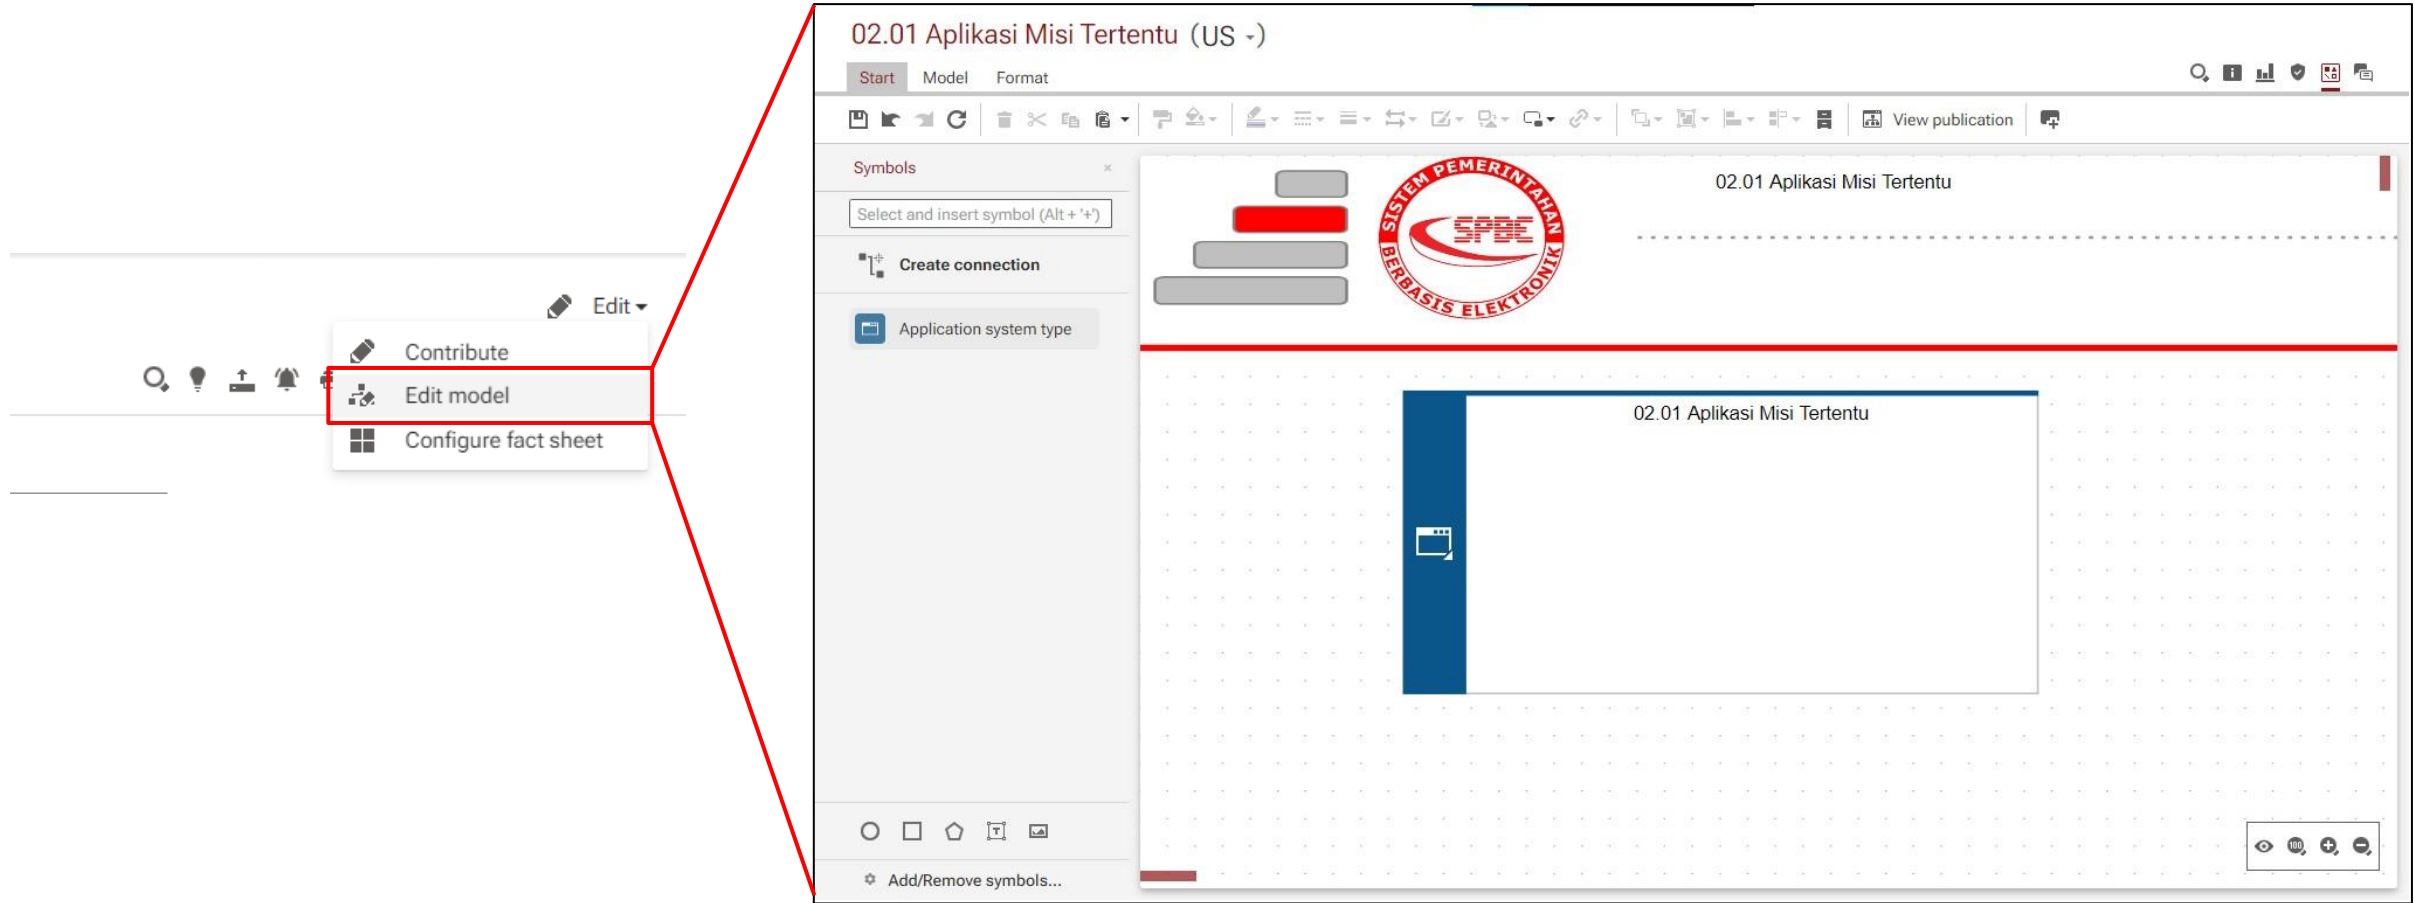 Edit
Contribute
Edit model
Configure fact sheet
02.01 Aplikasi Misi Tertentu (US -)
Start Model Format
View publication
Symbols
Select and insert symbol (Alt + '+')
Create connection
Application system type
Add/Remove symbols...
SISTEM PEMERINTAHAN
SPBE
BERBASIS ELEKTRONIK
02.01 Aplikasi Misi Tertentu
02.01 Aplikasi Misi Tertentu
100